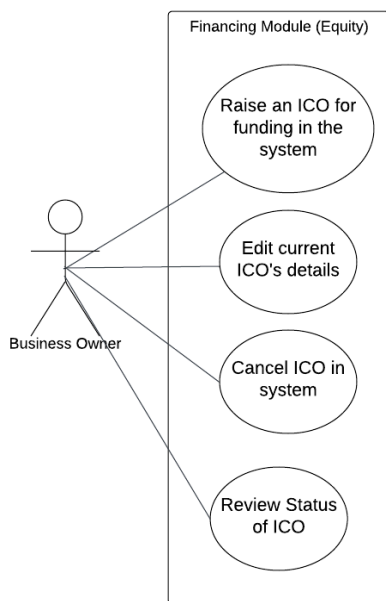 Financing Module (Equity)
Raise an ICO for
funding in the
system
Edit current
ICO's details
Business Owner
Cancel ICO in
system
Review Status
of ICO